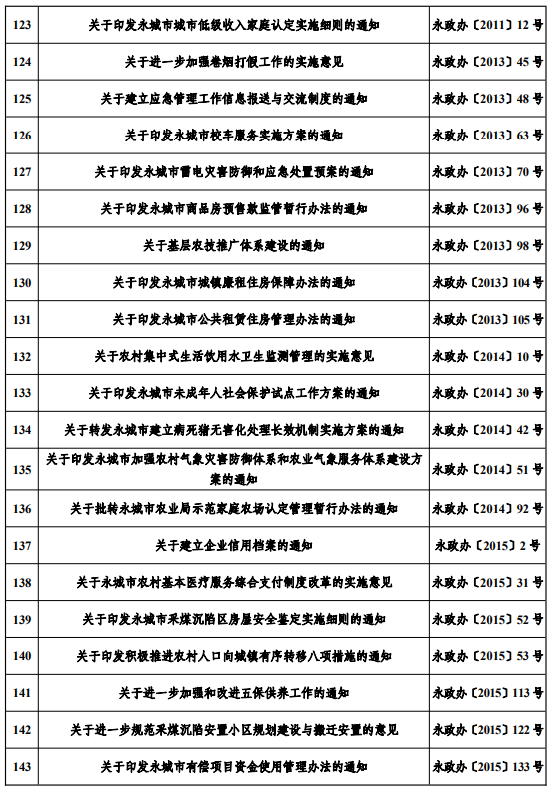 123 关于印发永城市城市低级收入家庭认定实施细则的通知 永政办〔2011〕12 号
124 关于进一步加强卷烟打假工作的实施意见 永政办〔2013〕45 号
125 关于建立应急管理工作信息报送与交流制度的通知 永政办〔2013〕48 号
126 关于印发永城市校车服务实施方案的通知 永政办〔2013〕63 号
127 关于印发永城市雷电灾害防御和应急处置预案的通知 永政办〔2013〕70 号
128 关于印发永城市商品房预售款监管暂行办法的通知 永政办〔2013〕96 号
129 关于基层农技推广体系建设的通知 永政办〔2013〕98 号
130 关于印发永城市城镇廉租住房保障办法的通知 永政办〔2013〕104 号
131 关于印发永城市公共租赁住房管理办法的通知 永政办〔2013〕105 号
132 关于农村集中式生活饮用水卫生监测管理的实施意见 永政办〔2014〕10 号
133 关于印发永城市未成年人社会保护试点工作方案的通知 永政办〔2014〕30 号
134 关于转发永城市建立病死猪无害化处理长效机制实施方案的通知 永政办〔2014〕42 号
135 关于印发永城市加强农村气象灾害防御体系和农业气象服务体系建设方 永政办〔2014〕51 号
案的通知
136 关于批转永城市农业局示范家庭农场认定管理暂行办法的通知 永政办〔2014〕92 号
137 关于建立企业信用档案的通知 永政办〔2015〕2 号
138 关于永城市农村基本医疗服务综合支付制度改革的实施意见 永政办〔2015〕31 号
139 关于印发永城市采煤沉陷区房屋安全鉴定实施细则的通知 永政办〔2015〕52 号
140 关于印发积极推进农村人口向城镇有序转移八项措施的通知 永政办〔2015〕53 号
141 关于进一步加强和改进五保供养工作的通知 永政办〔2015〕113 号
142 关于进一步规范采煤沉陷安置小区规划建设与搬迁安置的意见 永政办〔2015〕122 号
143 关于印发永城市有偿项目资金使用管理办法的通知 永政办〔2015〕133 号